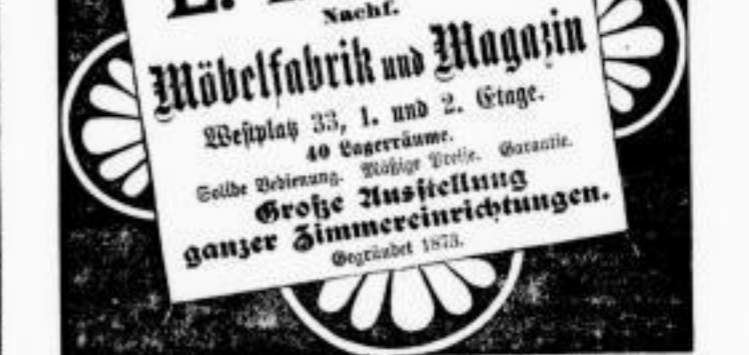 Nachf.
Möbelfabrik und Magazin
Westplatz 33, 1. und 2. Etage.
40 Lagerräume.
Solide Bedienung. Mäßige Preise. Garantie.
Große Ausstellung
ganzer Zimmereinrichtungen.
Gegründet 1873.